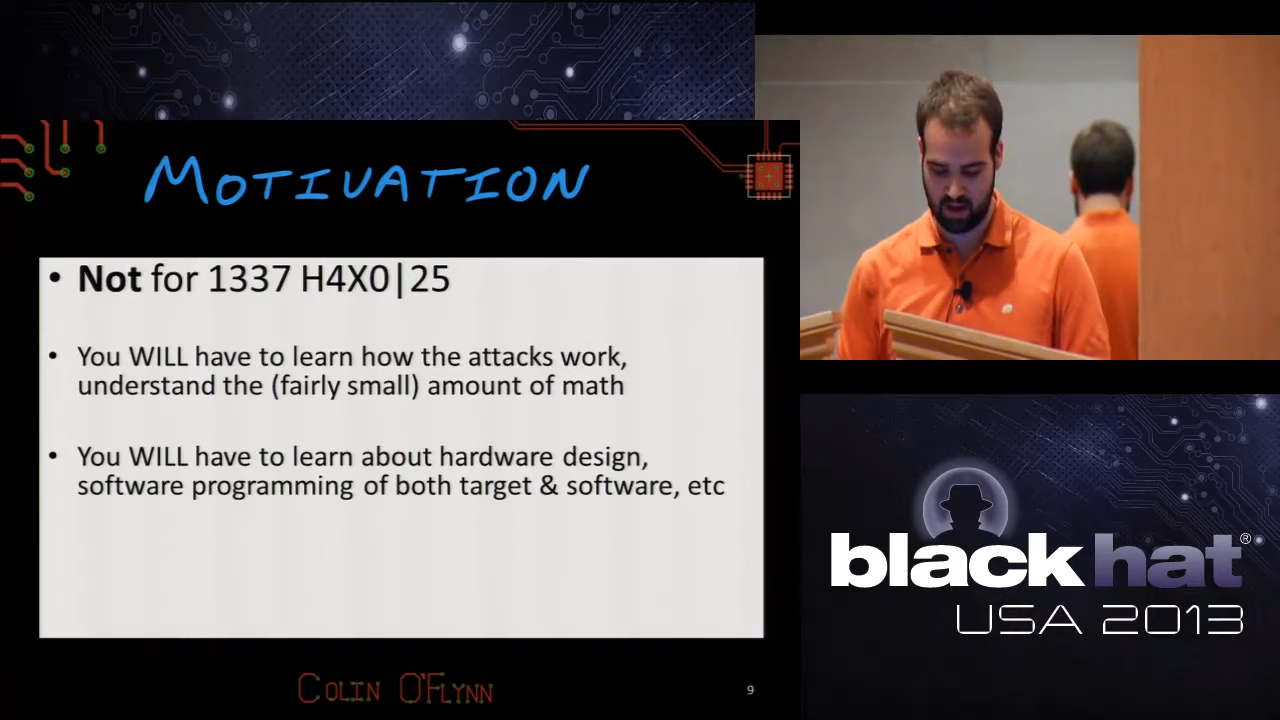 MOTIVATION
• Not for 1337 H4X0|25
• You WILL have to learn how the attacks work,
understand the (fairly small) amount of math
• You WILL have to learn about hardware design,
software programming of both target & software, etc
COLIN O'FLYNN
9
black hat®
USA 2013